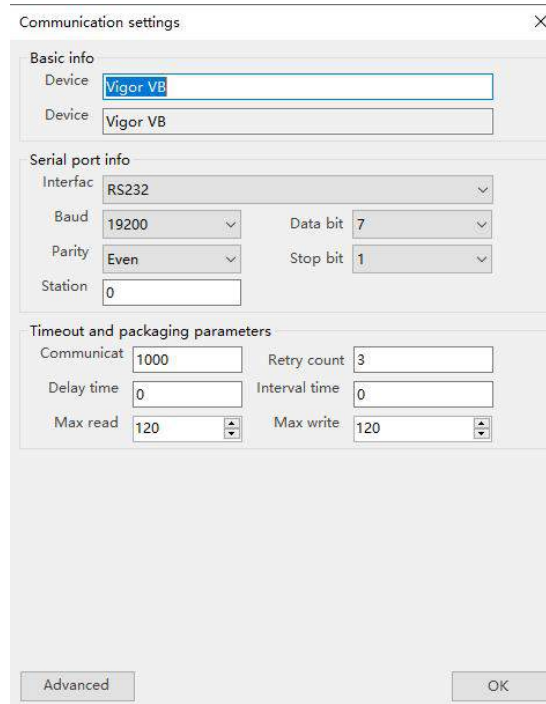 Communication settings
Basic info
Device Vigor VB
Device Vigor VB
Serial port info
Interfac RS232
Baud 19200 Data bit 7
Parity Even Stop bit 1
Station 0
Timeout and packaging parameters
Communicat 1000 Retry count 3
Delay time 0 Interval time 0
Max read 120 Max write 120
Advanced OK